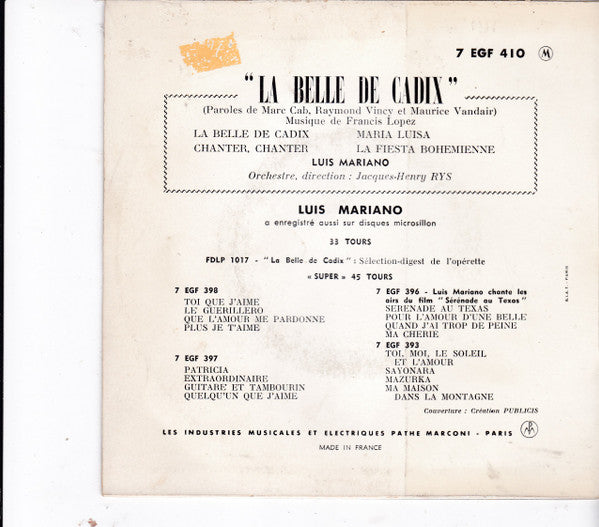 7 EGF 410 M
"LA BELLE DE CADIX"
(Paroles de Marc Cab, Raymond Vincy et Maurice Vandair)
Musique de Francis Lopez
LA BELLE DE CADIX MARIA LUISA
CHANTER, CHANTER LA FIESTA BOHEMIENNE
LUIS MARIANO
Orchestre, direction : Jacques-Henry RYS
LUIS MARIANO
a enregistré aussi sur disques microsillon
33 TOURS
FDLP 1017 - "La Belle de Cadix" : Sélection-digest de l'opérette
« SUPER » 45 TOURS
7 EGF 398
TOI QUE J'AIME
LE GUERILLERO
QUE L'AMOUR ME PARDONNE
PLUS JE T'AIME
7 EGF 397
PATRICIA
EXTRAORDINAIRE
GUITARE ET TAMBOURIN
QUELQU'UN QUE J'AIME
7 EGF 396 - Luis Mariano chante les
airs du film "Sérénade au Texas"
SERENADE AU TEXAS
POUR L'AMOUR D'UNE BELLE
QUAND J'AI TROP DE PEINE
MA CHERIE
7 EGF 393
TOI, MOI, LE SOLEIL
ET L'AMOUR
SAYONARA
MAZURKA
MA MAISON
DANS LA MONTAGNE
Couverture : Création PUBLICIS
LES INDUSTRIES MUSICALES ET ELECTRIQUES PATHE MARCONI - PARIS
MADE IN FRANCE